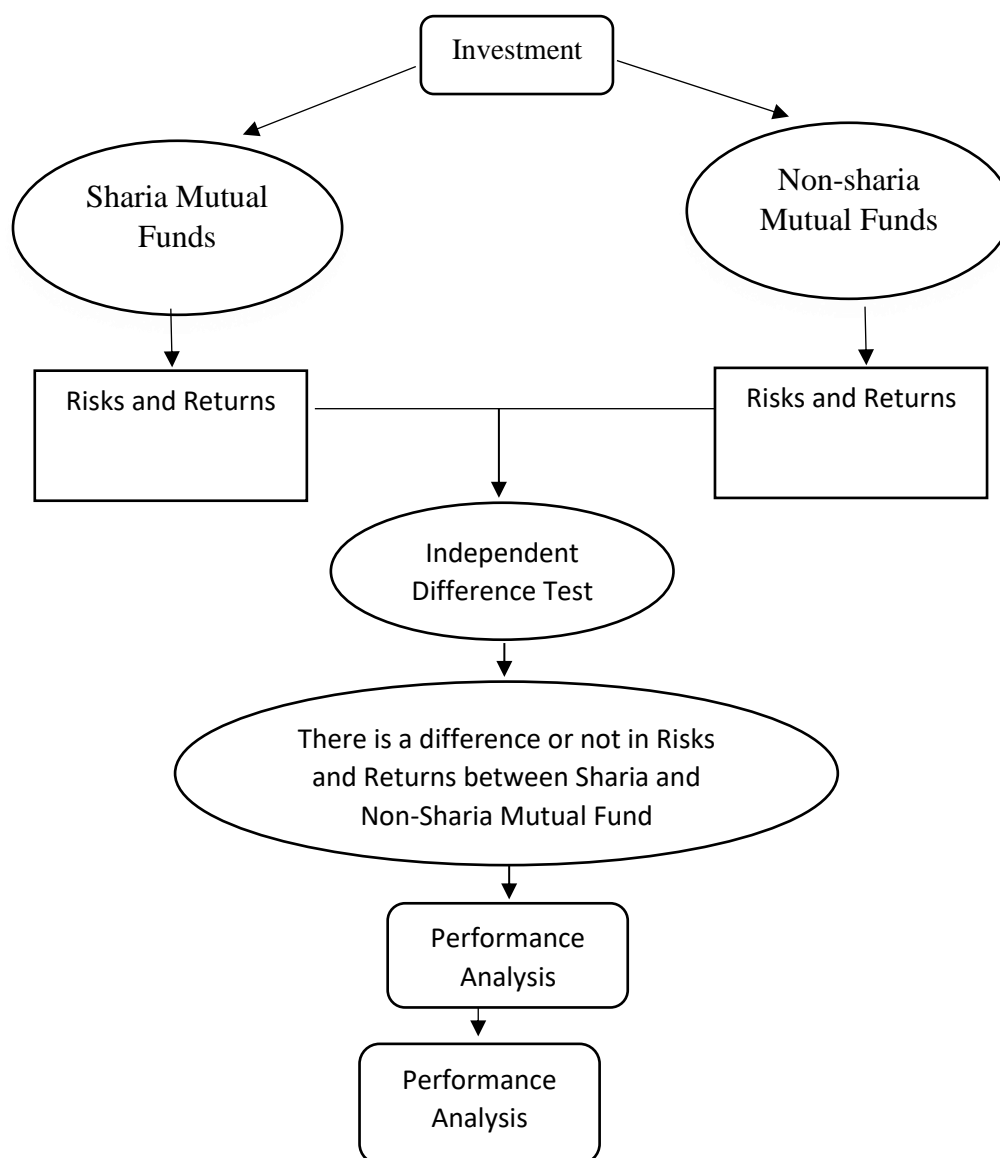 Investment
Sharia Mutual
Funds
Non-sharia
Mutual Funds
Risks and Returns
Risks and Returns
Independent
Difference Test
There is a difference or not in Risks
and Returns between Sharia and
Non-Sharia Mutual Fund
Performance
Analysis
Performance
Analysis